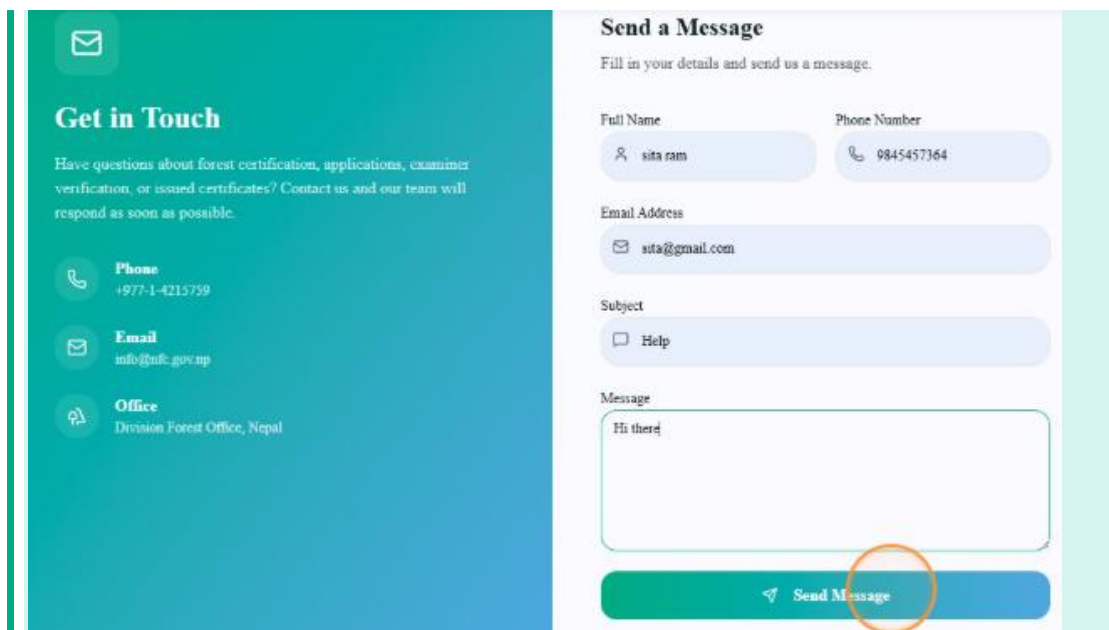 Get in Touch
Have questions about forest certification, applications, examiner
verification, or issued certificates? Contact us and our team will
respond as soon as possible.
Phone
+977-1-4215759
Email
info@nfc.gov.np
Office
Division Forest Office, Nepal
Send a Message
Fill in your details and send us a message.
Full Name
Phone Number
sita ram
9845457364
Email Address
sita@gmail.com
Subject
Help
Message
Hi there
Send Message